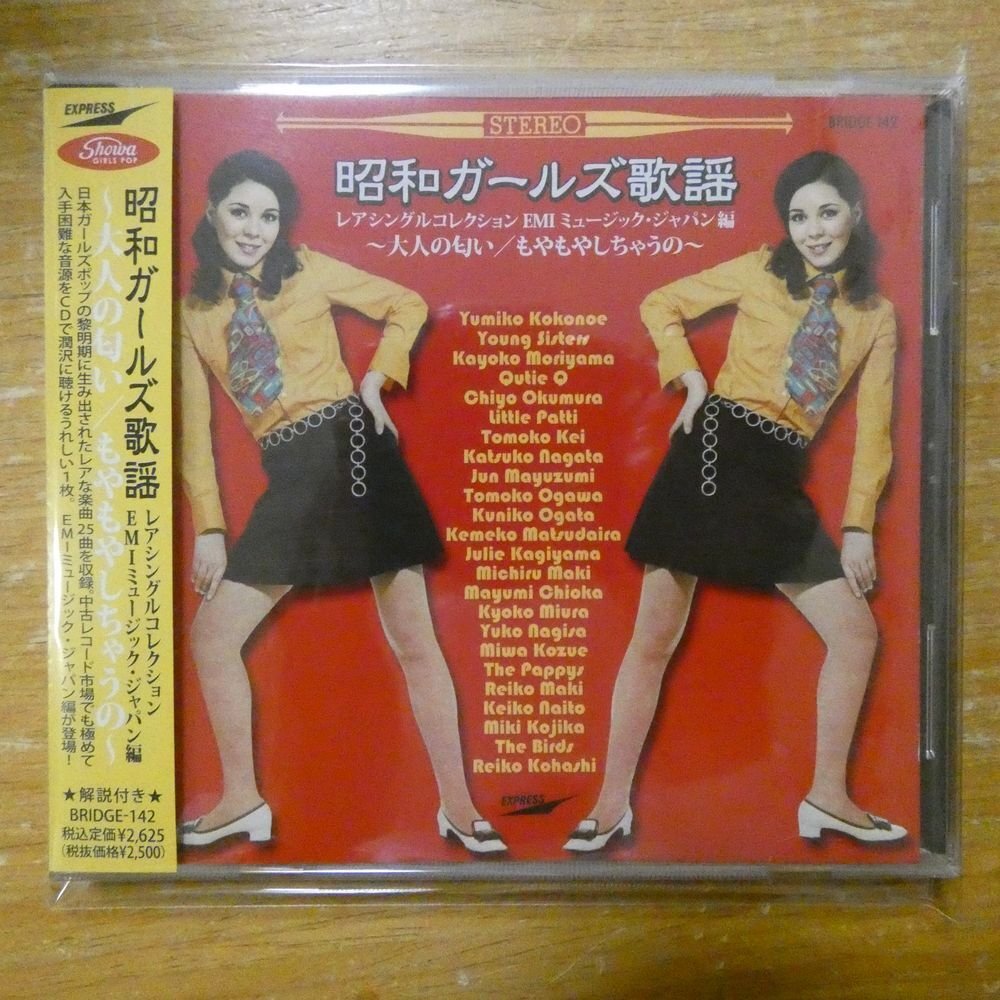 EXPRESS
Showa
GIRLS POP
昭和ガールズ歌謡
レアシングルコレクション
EMIミュージック・ジャパン編
〜大人の匂い/もやもやしちゃうの〜
日本ガールズポップの黎明期に生み出されたレアな楽曲25曲を収録。中古レコード市場でも極めて
入手困難な音源をCDで潤沢に聴けるうれしい1枚。EMIミュージック・ジャパン編が登場!
★解説付き★
BRIDGE-142
税込定価¥2,625
(税抜価格¥2,500)
STEREO
BRIDGE-142
昭和ガールズ歌謡
レアシングルコレクション EMIミュージック・ジャパン編
〜大人の匂い/もやもやしちゃうの〜
Yumiko Kokonoe
Young Sisters
Kayoko Moriyama
Qutie Q
Chiyo Okumura
Little Patti
Tomoko Kei
Katsuko Nagata
Jun Mayuzumi
Tomoko Ogawa
Kuniko Ogata
Kemeko Matsudaira
Julie Kagiyama
Michiru Maki
Mayumi Chioka
Kyoko Miura
Yuko Nagisa
Miwa Kozue
The Pappys
Reiko Maki
Keiko Naito
Miki Kojika
The Birds
Reiko Kohashi
EXPRESS